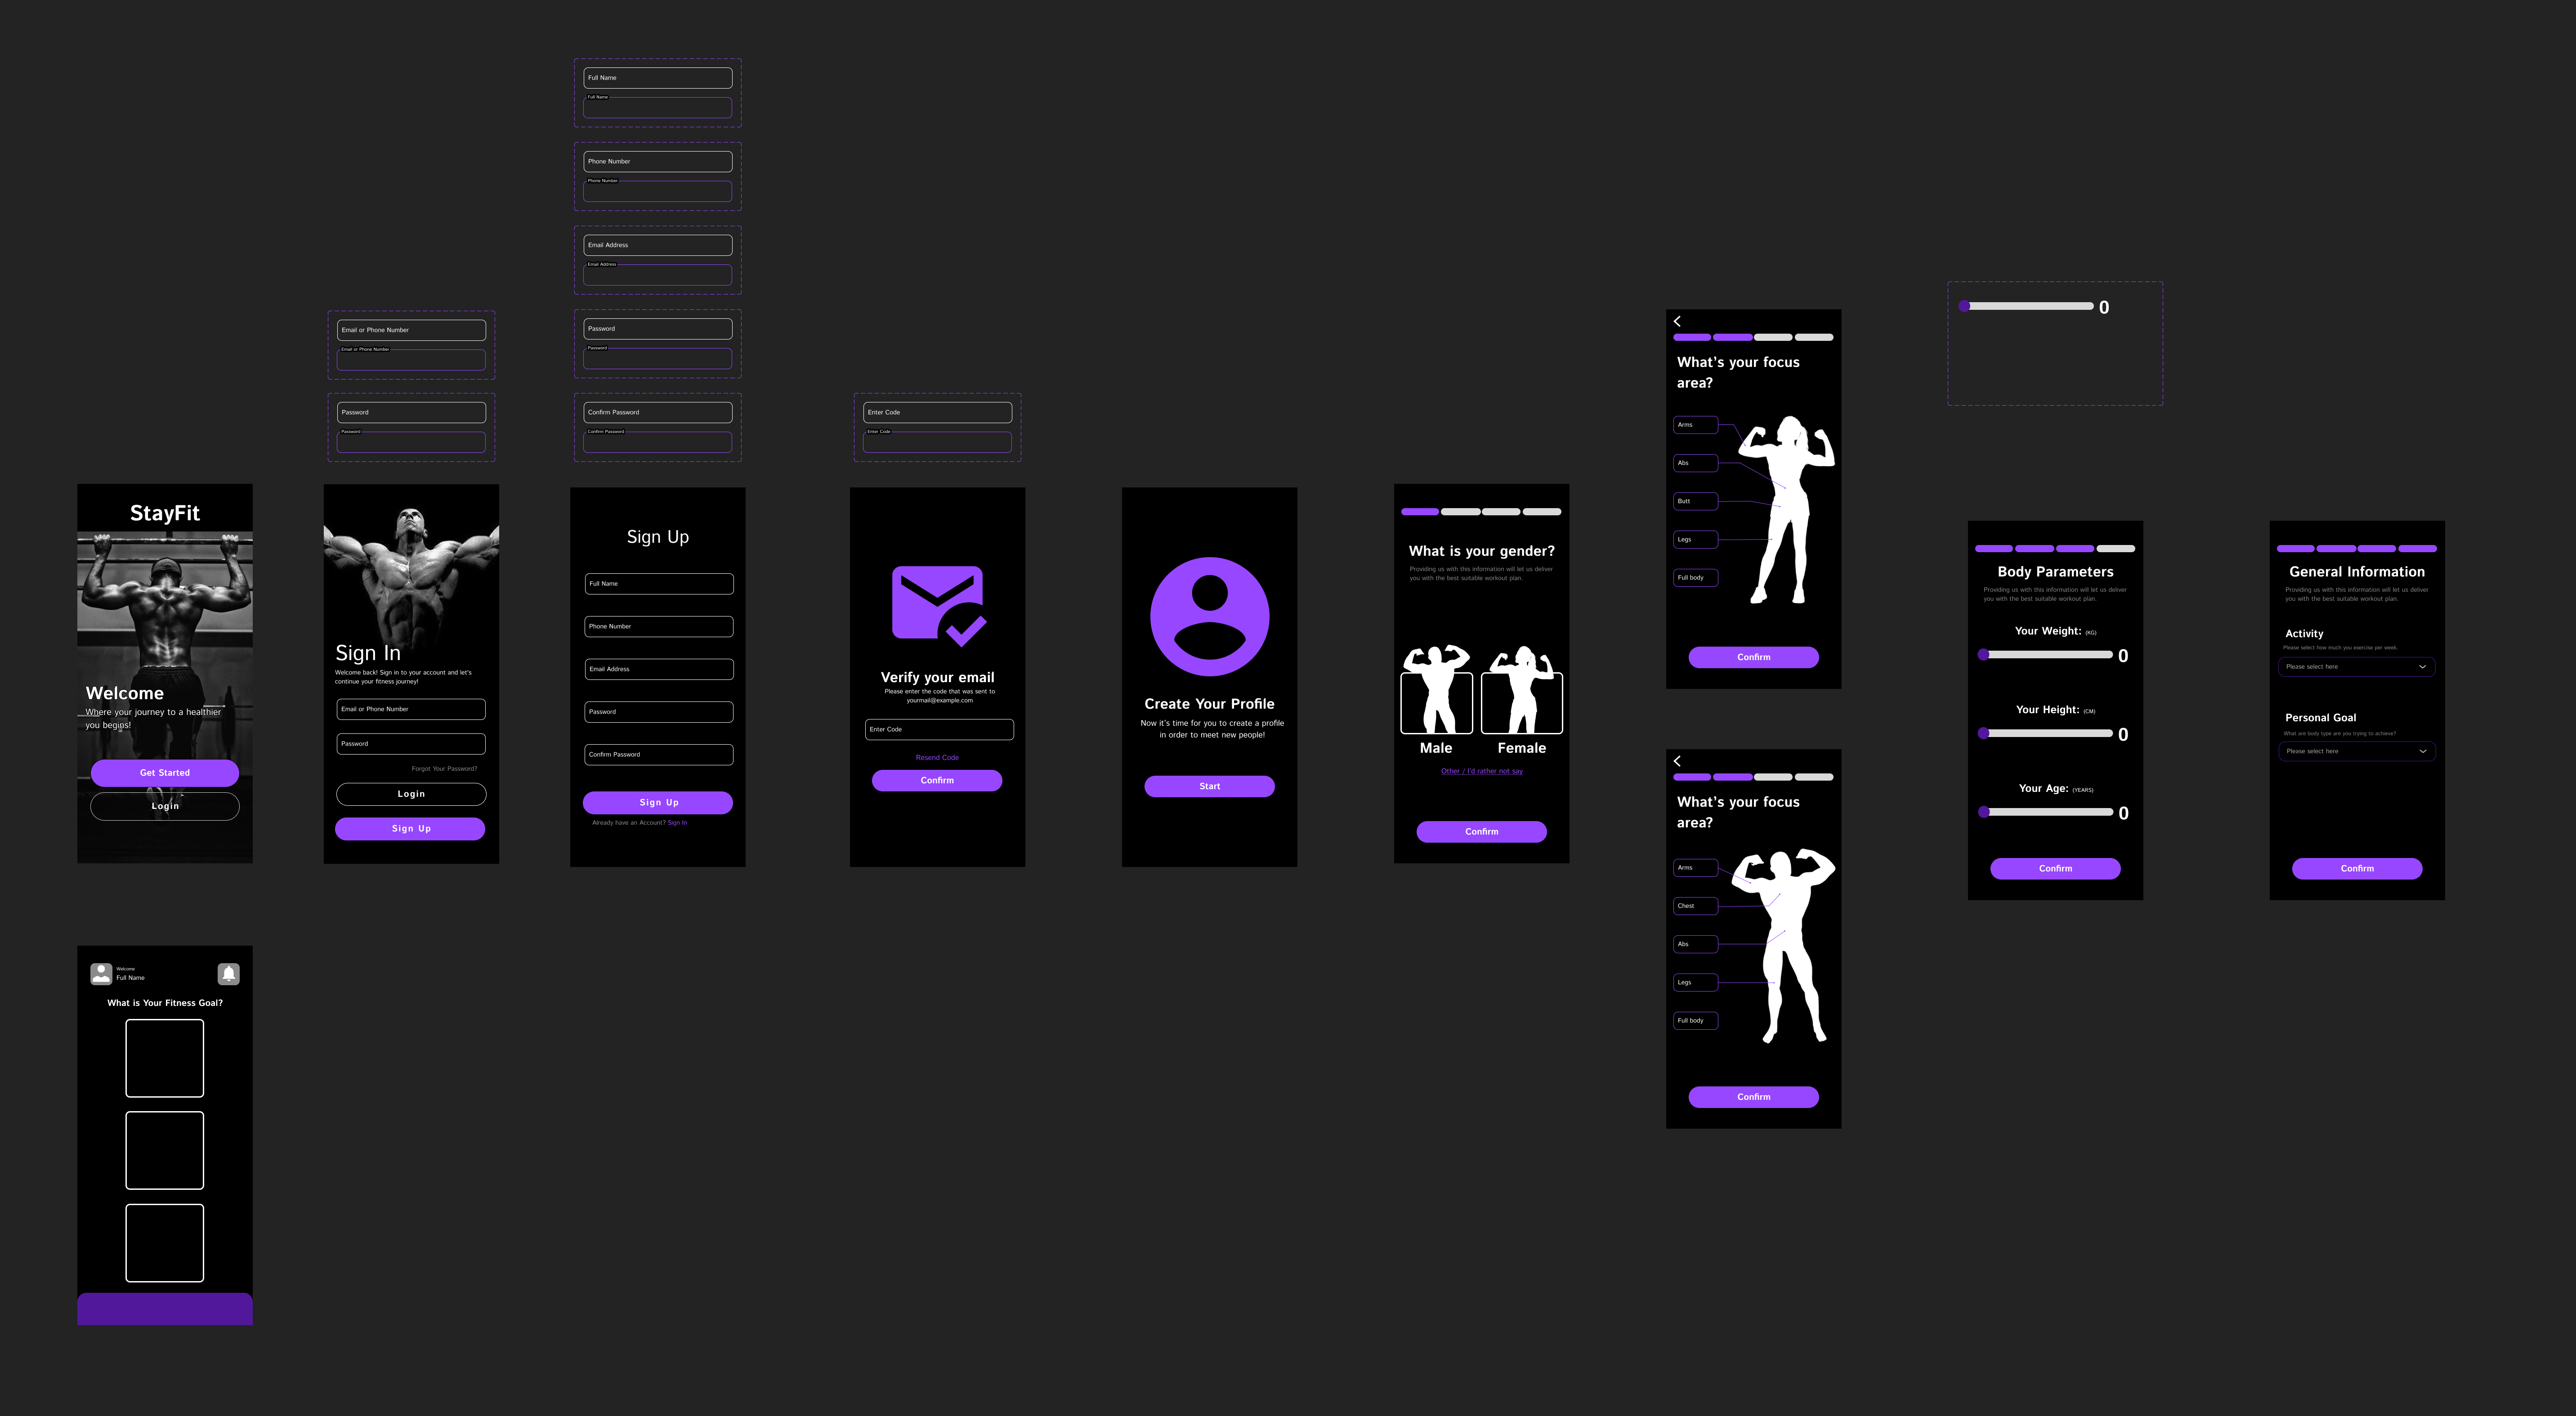 Full Name
Full Name
Phone Number
Phone Number
Email Address
Email Address
Password
Password
Confirm Password
Confirm Password
Email or Phone Number
Email or Phone Number
Password
Password
Enter Code
Enter Code
0
StayFit
Welcome
Where your journey to a healthier
you begins!
Get Started
Login
Sign In
Welcome back! Sign in to your account and let's
continue your fitness journey!
Email or Phone Number
Password
Forgot Your Password?
Login
Sign Up
Sign Up
Full Name
Phone Number
Email Address
Password
Confirm Password
Sign Up
Already have an Account? Sign In
Verify your email
Please enter the code that was sent to
yourmail@example.com
Enter Code
Resend Code
Confirm
Create Your Profile
Now it's time for you to create a profile
in order to meet new people!
Start
What is your gender?
Providing us with this information will let us deliver
you with the best suitable workout plan.
Male
Female
Other / I'd rather not say
Confirm
What's your focus
area?
Arms
Abs
Butt
Legs
Full body
Confirm
What's your focus
area?
Arms
Chest
Abs
Legs
Full body
Confirm
Body Parameters
Providing us with this information will let us deliver
you with the best suitable workout plan.
Your Weight: (KG)
0
Your Height: (CM)
0
Your Age: (YEARS)
0
Confirm
General Information
Providing us with this information will let us deliver
you with the best suitable workout plan.
Activity
Please select how much you exercise per week.
Please select here
Personal Goal
What are body type are you trying to achieve?
Please select here
Confirm
Welcome
Full Name
What is Your Fitness Goal?